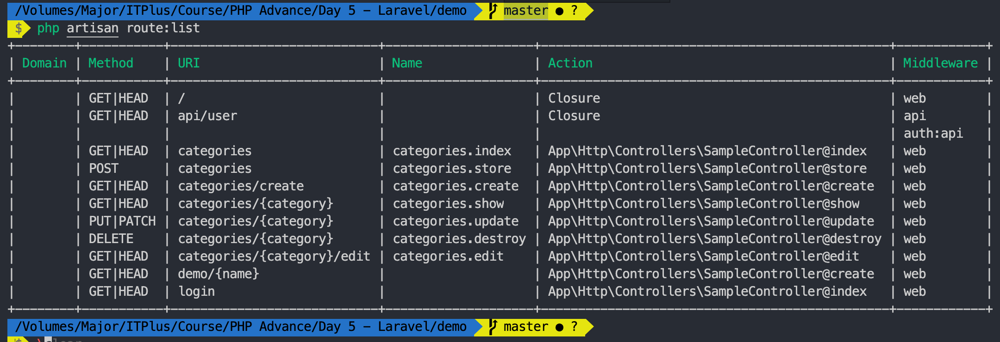 /Volumes/Major/ITPlus/Course/PHP Advance/Day 5 – Laravel/demo master ● ?
$ php artisan route:list
+--------+-----------+----------------------------+--------------------+-----------------------------------------------+------------+
| Domain | Method    | URI                        | Name               | Action                                        | Middleware |
+--------+-----------+----------------------------+--------------------+-----------------------------------------------+------------+
|        | GET|HEAD  | /                          |                    | Closure                                       | web        |
|        | GET|HEAD  | api/user                   |                    | Closure                                       | api        |
|        |           |                            |                    |                                               | auth:api   |
|        | GET|HEAD  | categories                 | categories.index   | App\Http\Controllers\SampleController@index   | web        |
|        | POST      | categories                 | categories.store   | App\Http\Controllers\SampleController@store   | web        |
|        | GET|HEAD  | categories/create          | categories.create  | App\Http\Controllers\SampleController@create  | web        |
|        | GET|HEAD  | categories/{category}      | categories.show    | App\Http\Controllers\SampleController@show    | web        |
|        | PUT|PATCH | categories/{category}      | categories.update  | App\Http\Controllers\SampleController@update  | web        |
|        | DELETE    | categories/{category}      | categories.destroy | App\Http\Controllers\SampleController@destroy | web        |
|        | GET|HEAD  | categories/{category}/edit | categories.edit    | App\Http\Controllers\SampleController@edit    | web        |
|        | GET|HEAD  | demo/{name}                |                    | App\Http\Controllers\SampleController@create  | web        |
|        | GET|HEAD  | login                      |                    | App\Http\Controllers\SampleController@index   | web        |
+--------+-----------+----------------------------+--------------------+-----------------------------------------------+------------+
/Volumes/Major/ITPlus/Course/PHP Advance/Day 5 – Laravel/demo master ● ?
$